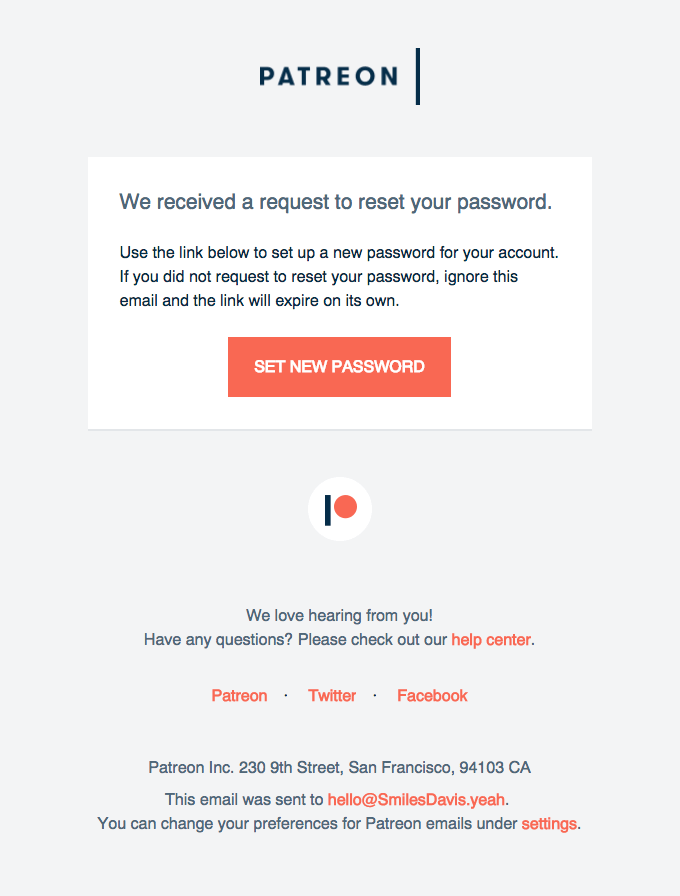 PATREON
We received a request to reset your password.
Use the link below to set up a new password for your account.
If you did not request to reset your password, ignore this
email and the link will expire on its own.
SET NEW PASSWORD
We love hearing from you!
Have any questions? Please check out our help center.
Patreon · Twitter · Facebook
Patreon Inc. 230 9th Street, San Francisco, 94103 CA
This email was sent to hello@SmilesDavis.yeah.
You can change your preferences for Patreon emails under settings.